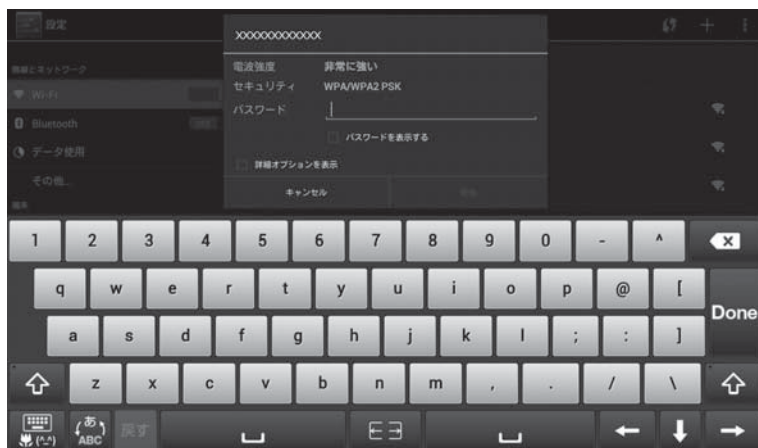 設定
XXXXXXXXXXXX
無線とネットワーク
電波強度 非常に強い
Wi-Fi
セキュリティ WPA/WPA2 PSK
パスワード
Bluetooth OFF
パスワードを表示する
データ使用
詳細オプションを表示
その他...
キャンセル
端末
1 2 3 4 5 6 7 8 9 0 - ^
q w e r t y u i o p @ [
Done
a s d f g h j k l ; : ]
z x c v b n m , . / \
(^_^) あ ABC 戻す